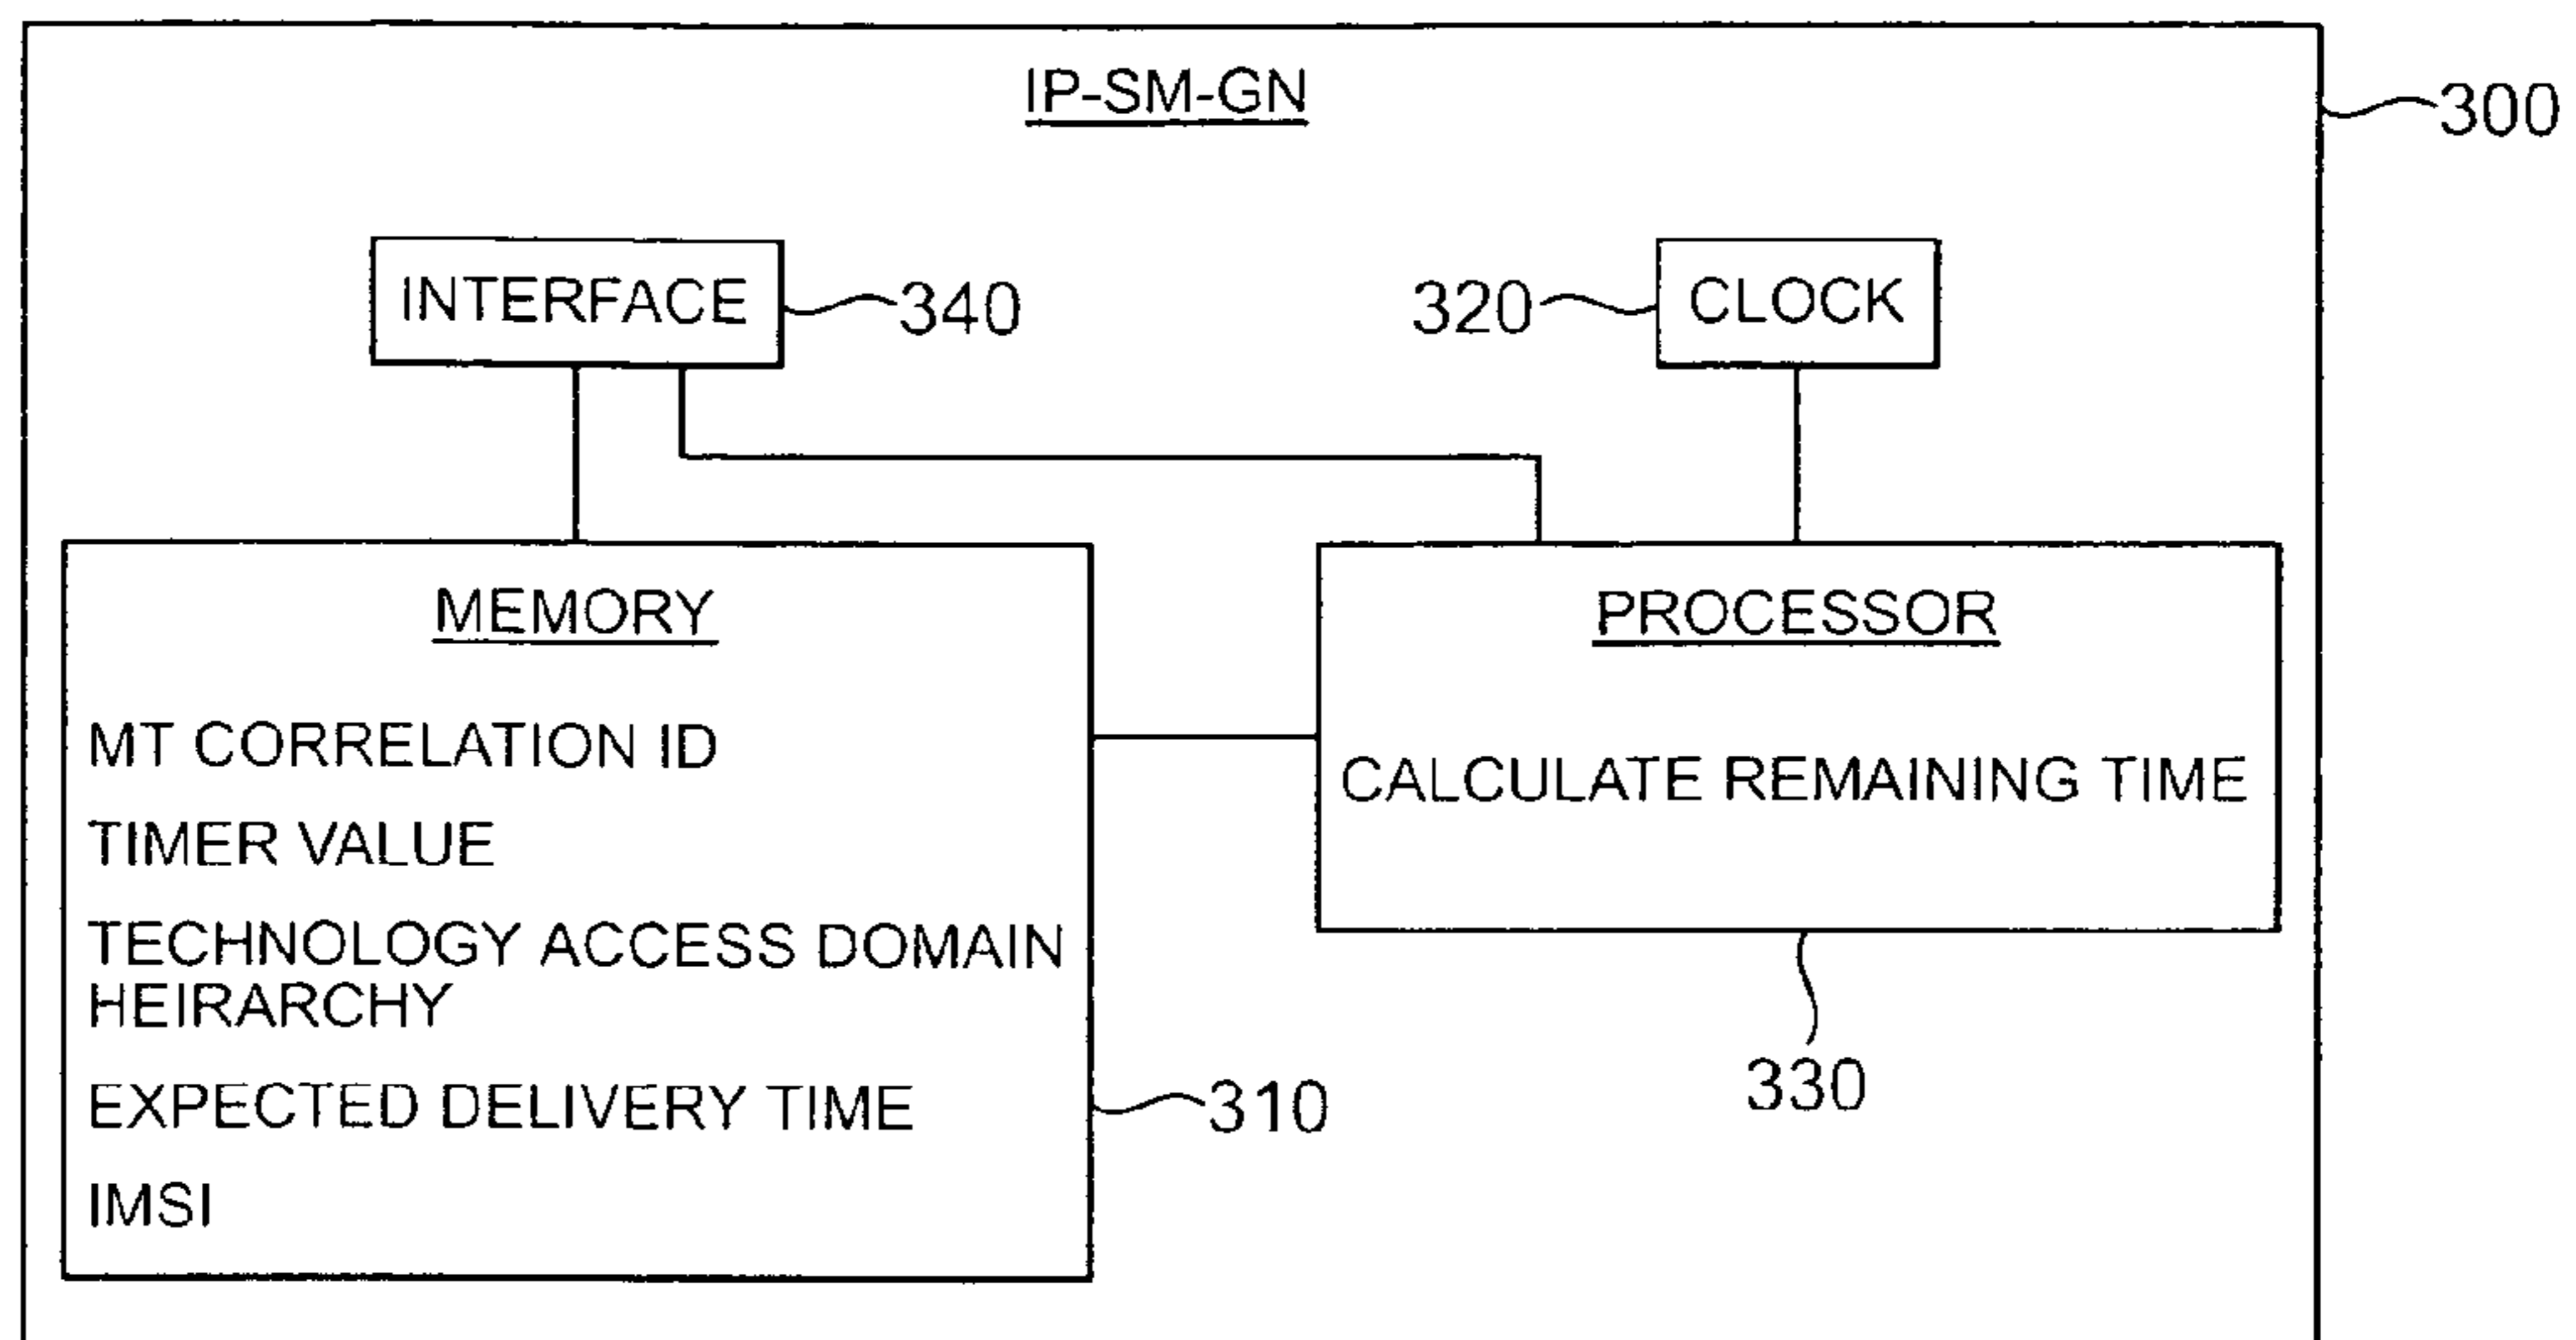 IP-SM-GN
300
INTERFACE
340
320
CLOCK
MEMORY
MT CORRELATION ID
TIMER VALUE
TECHNOLOGY ACCESS DOMAIN
HEIRARCHY
EXPECTED DELIVERY TIME
IMSI
310
PROCESSOR
CALCULATE REMAINING TIME
330